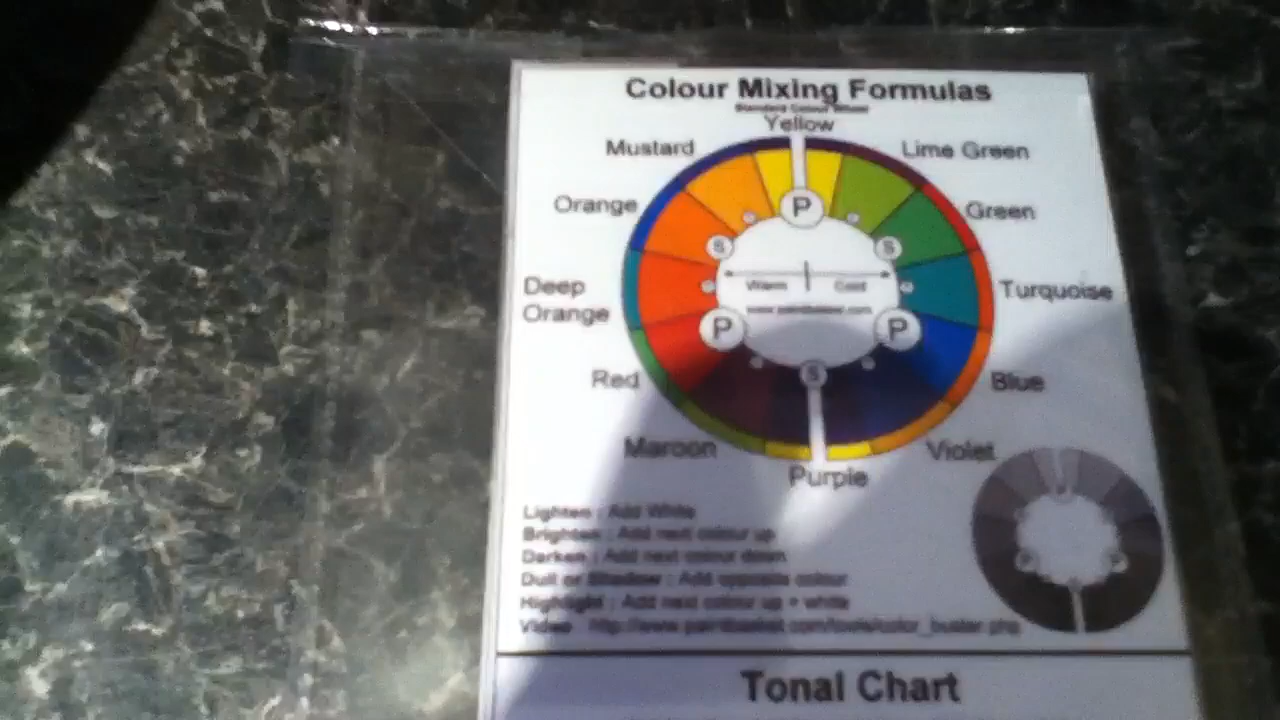 Colour Mixing Formulas
Standard Colour Wheel
Yellow
Mustard
Lime Green
Orange
Green
P
S
S
Warm
Cold
Deep
Orange
Turquoise
P
P
Red
S
Blue
Maroon
Violet
Purple
Lighten : Add White
Brighten : Add next colour up
Darken : Add next colour down
Dull or Shadow : Add opposite colour
Highlight : Add next colour up + white
Video
Tonal Chart